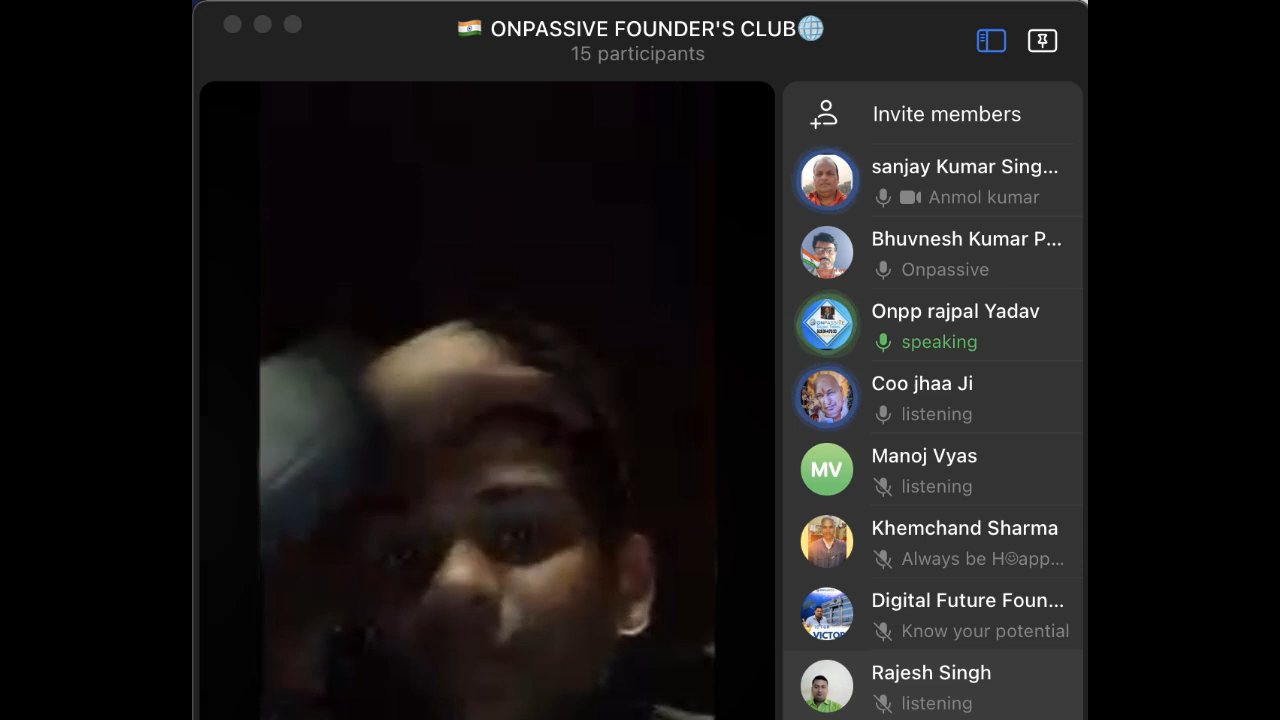 🇮🇳 ONPASSIVE FOUNDER'S CLUB🌐
15 participants
Invite members
sanjay Kumar Sing...
Anmol kumar
Bhuvnesh Kumar P...
Onpassive
Onpp rajpal Yadav
speaking
Coo jhaa Ji
listening
MV
Manoj Vyas
listening
Khemchand Sharma
Always be H☺app...
Digital Future Foun...
VICTOR
Know your potential
Rajesh Singh
listening